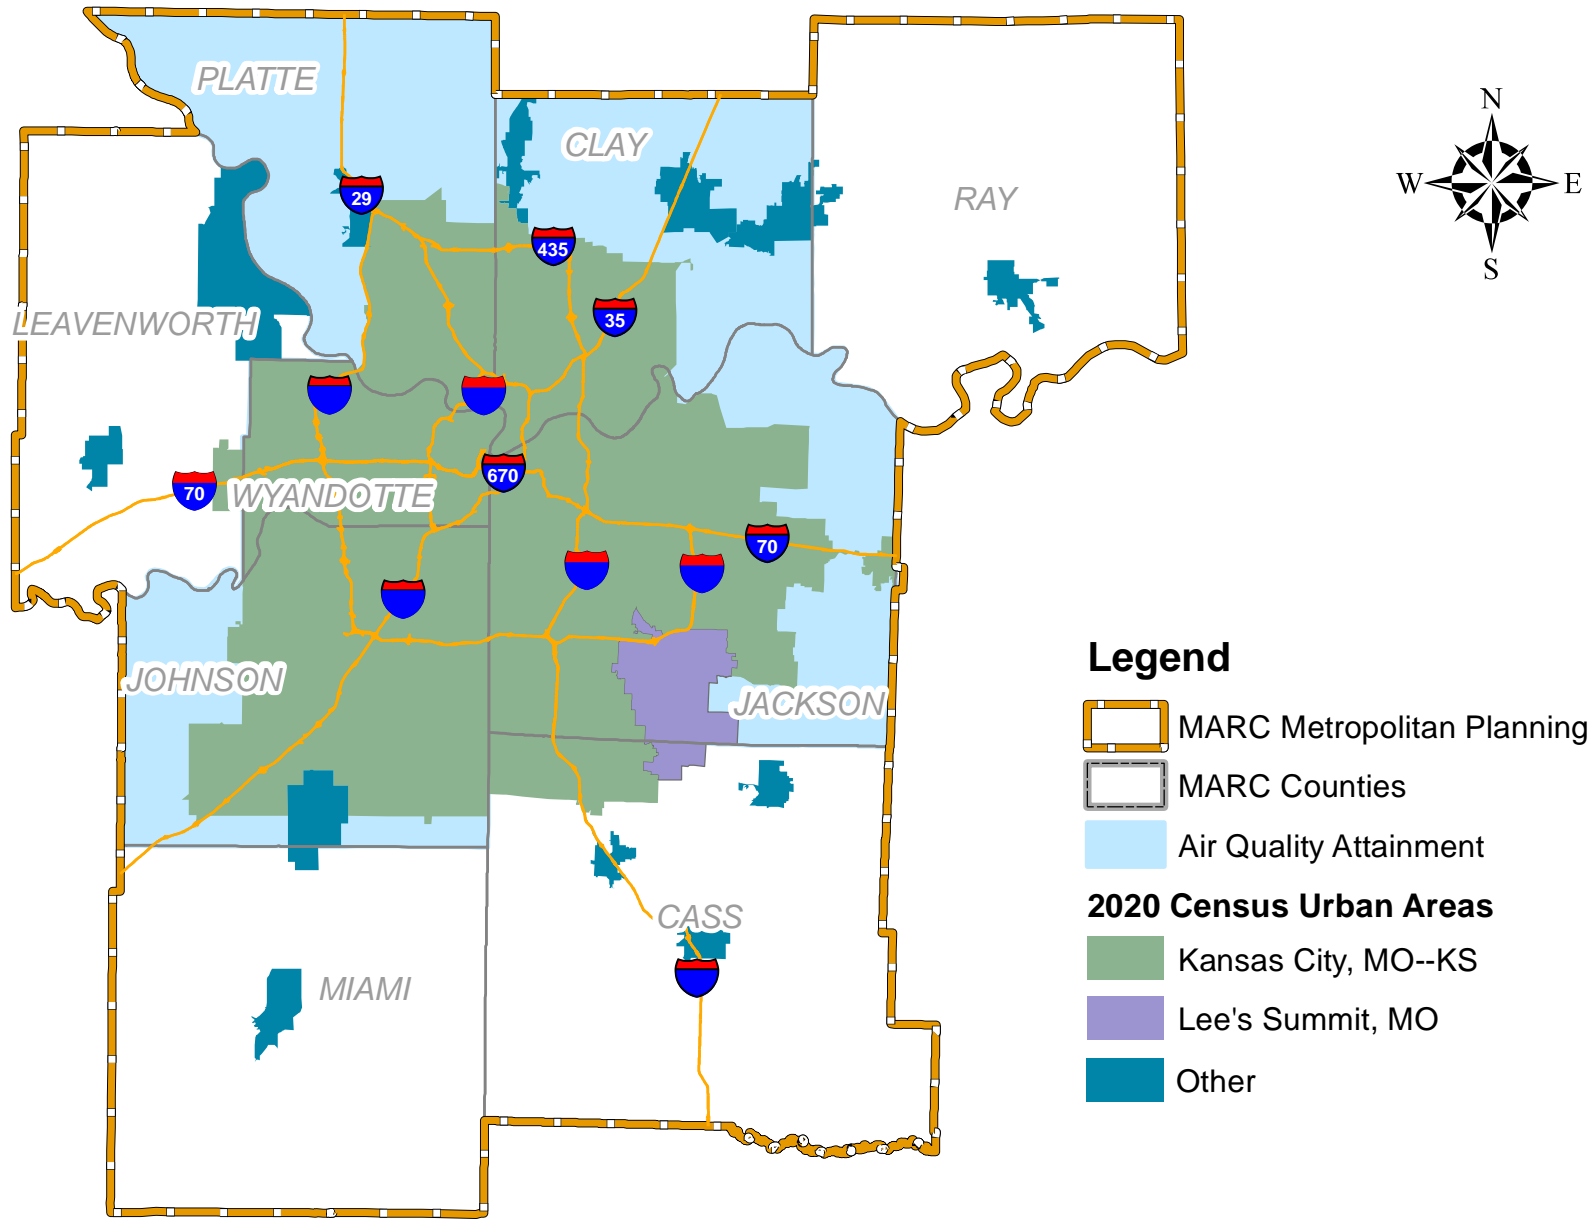 PLATTE
CLAY
N
W
E
S
RAY
29
435
35
LEAVENWORTH
670
70
WYANDOTTE
70
JOHNSON
JACKSON
CASS
MIAMI
Legend
MARC Metropolitan Planning
MARC Counties
Air Quality Attainment
2020 Census Urban Areas
Kansas City, MO--KS
Lee's Summit, MO
Other